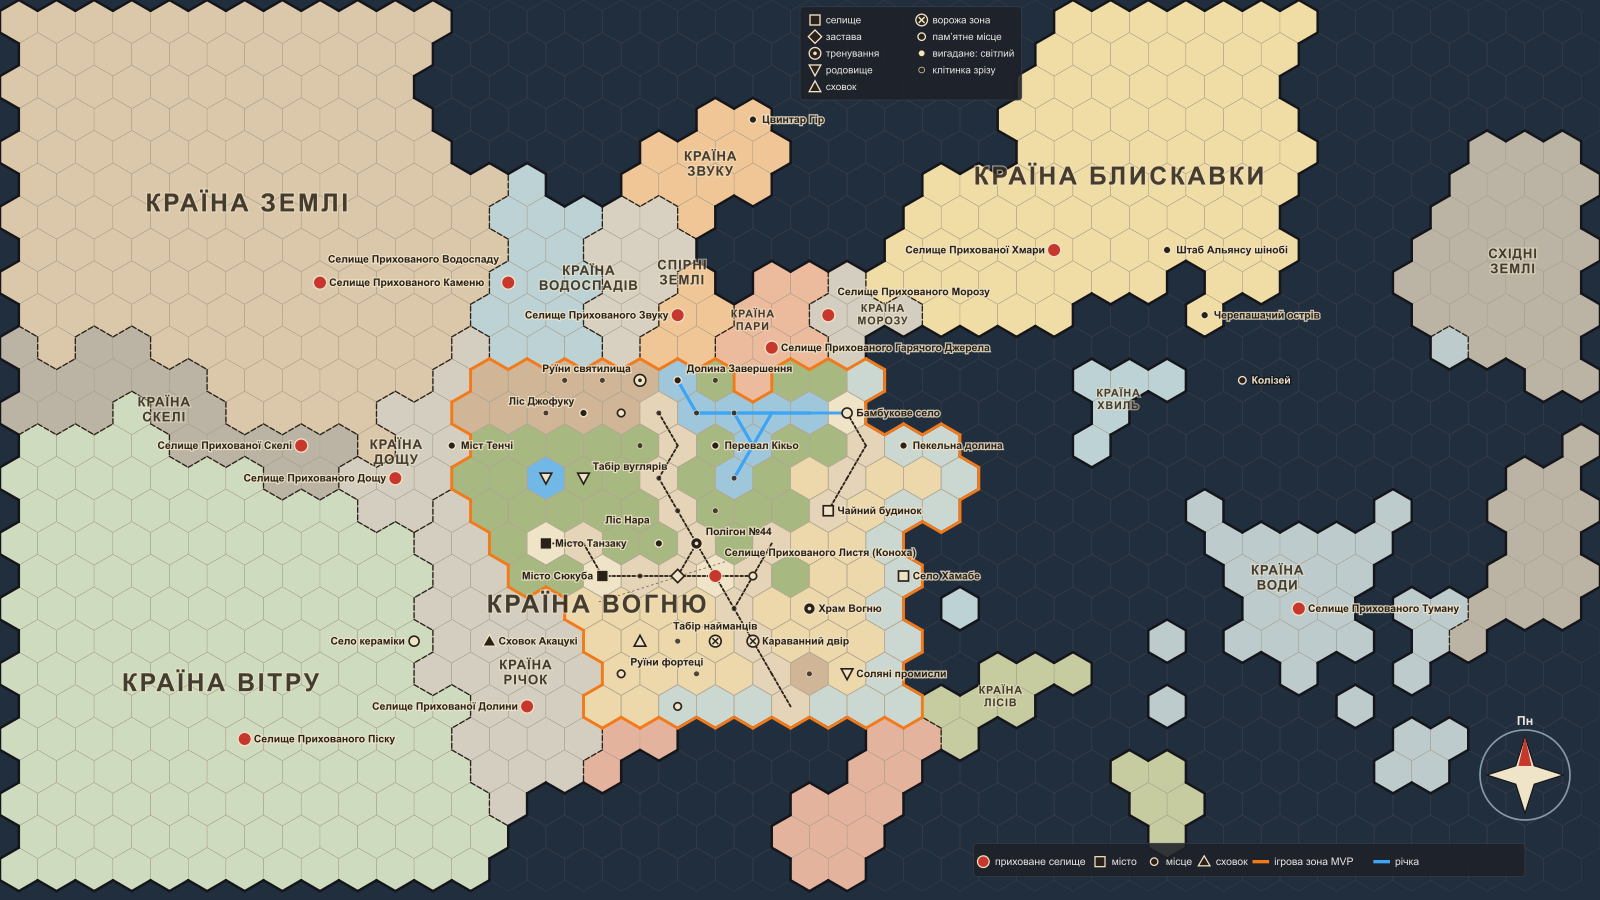 селище
застава
тренування
родовище
сховок
ворожа зона
пам'ятне місце
вигадане: світлий
клітинка зрізу
Цвинтар Гір
КРАЇНА
ЗВУКУ
КРАЇНА БЛИСКАВКИ
КРАЇНА ЗЕМЛІ
Селище Прихованої Хмари
Штаб Альянсу шінобі
СХІДНІ
ЗЕМЛІ
Селище Прихованого Водоспаду
СПІРНІ
ЗЕМЛІ
КРАЇНА
ВОДОСПАДІВ
Селище Прихованого Каменю
Селище Прихованого Морозу
Селище Прихованого Звуку
КРАЇНА
ПАРИ
КРАЇНА
МОРОЗУ
Черепашачий острів
Селище Прихованого Гарячого Джерела
Руїни святилища
Долина Завершення
Колізей
КРАЇНА
ХВИЛЬ
Ліс Джофуку
КРАЇНА
СКЕЛІ
Бамбукове село
Селище Прихованої Скелі
КРАЇНА
ДОЩУ
Міст Тенчі
Перевал Кікьо
Пекельна долина
Табір вуглярів
Селище Прихованого Дощу
Чайний будинок
Ліс Нара
Полігон №44
Місто Танзаку
Селище Прихованого Листя (Коноха)
Місто Сюкуба
Село Хамабе
КРАЇНА
ВОДИ
КРАЇНА ВОГНЮ
Храм Вогню
Селище Прихованого Туману
Табір найманців
Село кераміки
Сховок Акацукі
Караванний двір
КРАЇНА
РІЧОК
Руїни фортеці
Соляні промисли
КРАЇНА ВІТРУ
КРАЇНА
ЛІСІВ
Селище Прихованої Долини
Селище Прихованого Піску
Пн
приховане селище
місто
місце
сховок
ігрова зона MVP
річка